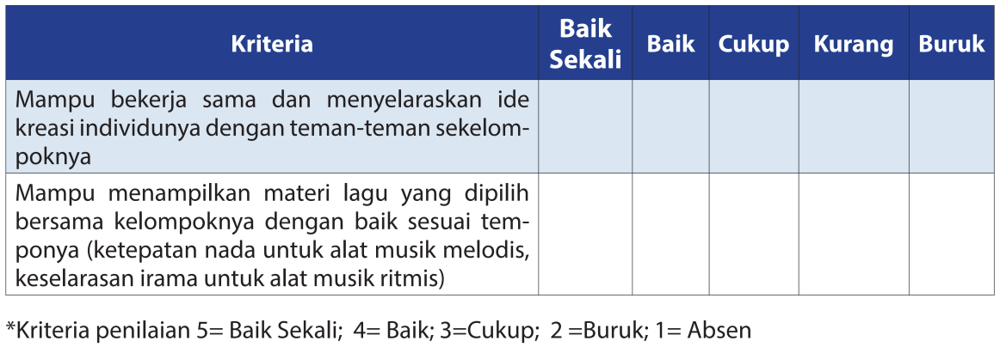 Kriteria Baik Sekali Baik Cukup Kurang Buruk
Mampu bekerja sama dan menyelaraskan ide
kreasi individunya dengan teman-teman sekelom-
poknya
Mampu menampilkan materi lagu yang dipilih
bersama kelompoknya dengan baik sesuai tem-
ponya (ketepatan nada untuk alat musik melodis,
keselarasan irama untuk alat musik ritmis)
*Kriteria penilaian 5= Baik Sekali; 4= Baik; 3=Cukup; 2 =Buruk; 1= Absen